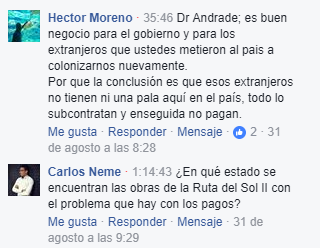 Hector Moreno · 35:46 Dr Andrade; es buen
negocio para el gobierno y para los
extranjeros que ustedes metieron al pais a
colonizarnos nuevamente.
Por que la conclusión es que esos extranjeros
no tienen ni una pala aquí en el país, todo lo
subcontratan y enseguida no pagan.
Me gusta · Responder · Mensaje · 2 · 31
de agosto a las 8:28
Carlos Neme · 1:14:43 ¿En qué estado se
encuentran las obras de la Ruta del Sol II con
el problema que hay con los pagos?
Me gusta · Responder · Mensaje · 31 de
agosto a las 9:29